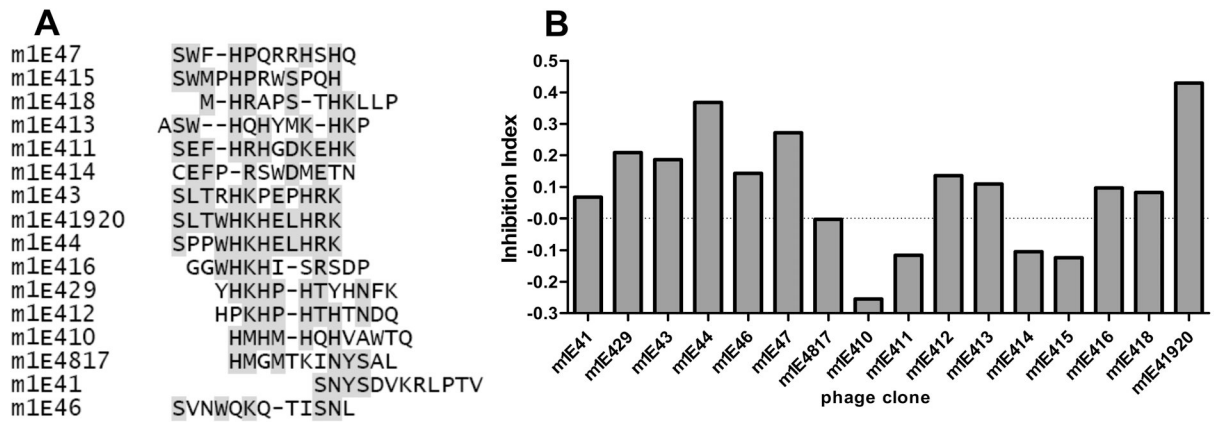 A
m1E47 SWF-HPQRRHSHQ
m1E415 SWMPHPRWSPQH
m1E418 M-HRAPS-THKLLP
m1E413 ASW--HQHYMK-HKP
m1E411 SEF-HRHGDKEHK
m1E414 CEFP-RSWDMETN
m1E43 SLTRHKPEPHRK
m1E41920 SLTWHKHELHRK
m1E44 SPPWHKHELHRK
m1E416 GGWHKHI-SRSDP
m1E429 YHKHP-HTYHNFK
m1E412 HPKHP-HTHTNDQ
m1E410 HMHM-HQHVAWTQ
m1E4817 HMGMTKINYSAL
m1E41 SNYSDVKRLPTV
m1E46 SVNWQKQ-TISNL
B
Inhibition Index
0.5
0.4
0.3
0.2
0.1
-0.0
-0.1
-0.2
-0.3
m1E41
m1E429
m1E43
m1E44
m1E46
m1E47
m1E4817
m1E410
m1E411
m1E412
m1E413
m1E414
m1E415
m1E416
m1E418
m1E41920
phage clone